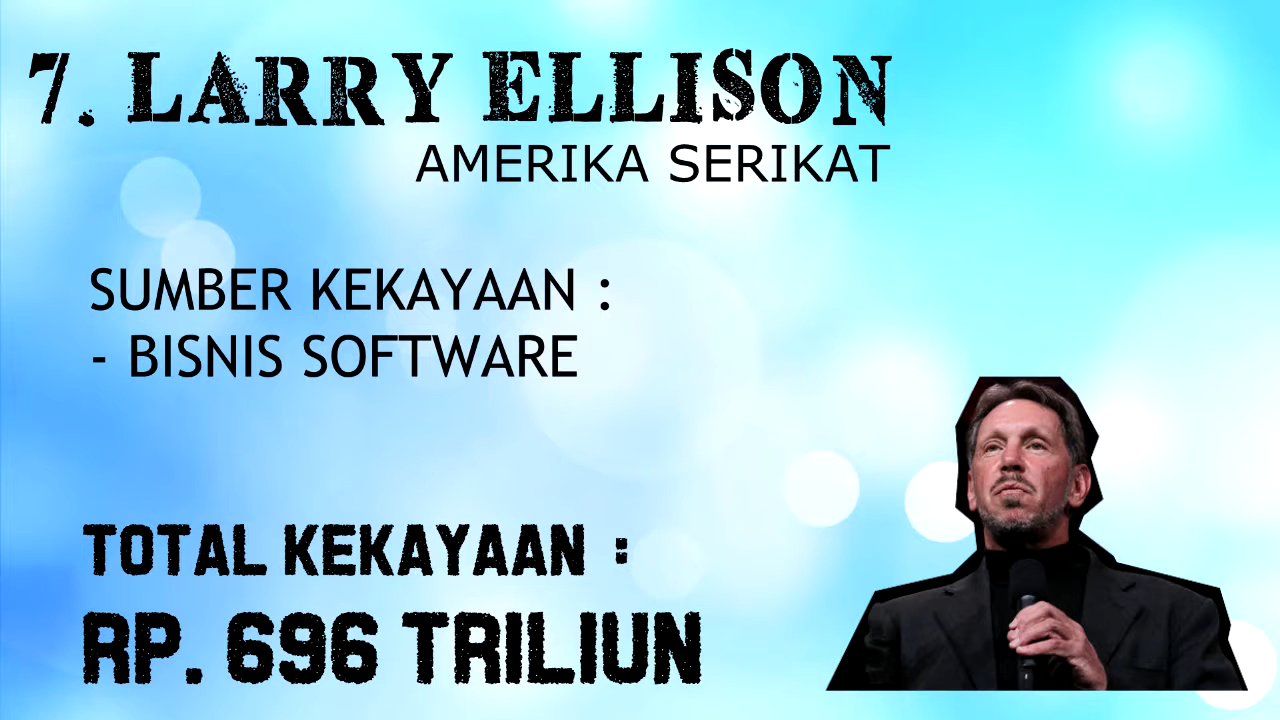 7. LARRY ELLISON
AMERIKA SERIKAT
SUMBER KEKAYAAN :
- BISNIS SOFTWARE
TOTAL KEKAYAAN :
RP. 696 TRILIUN